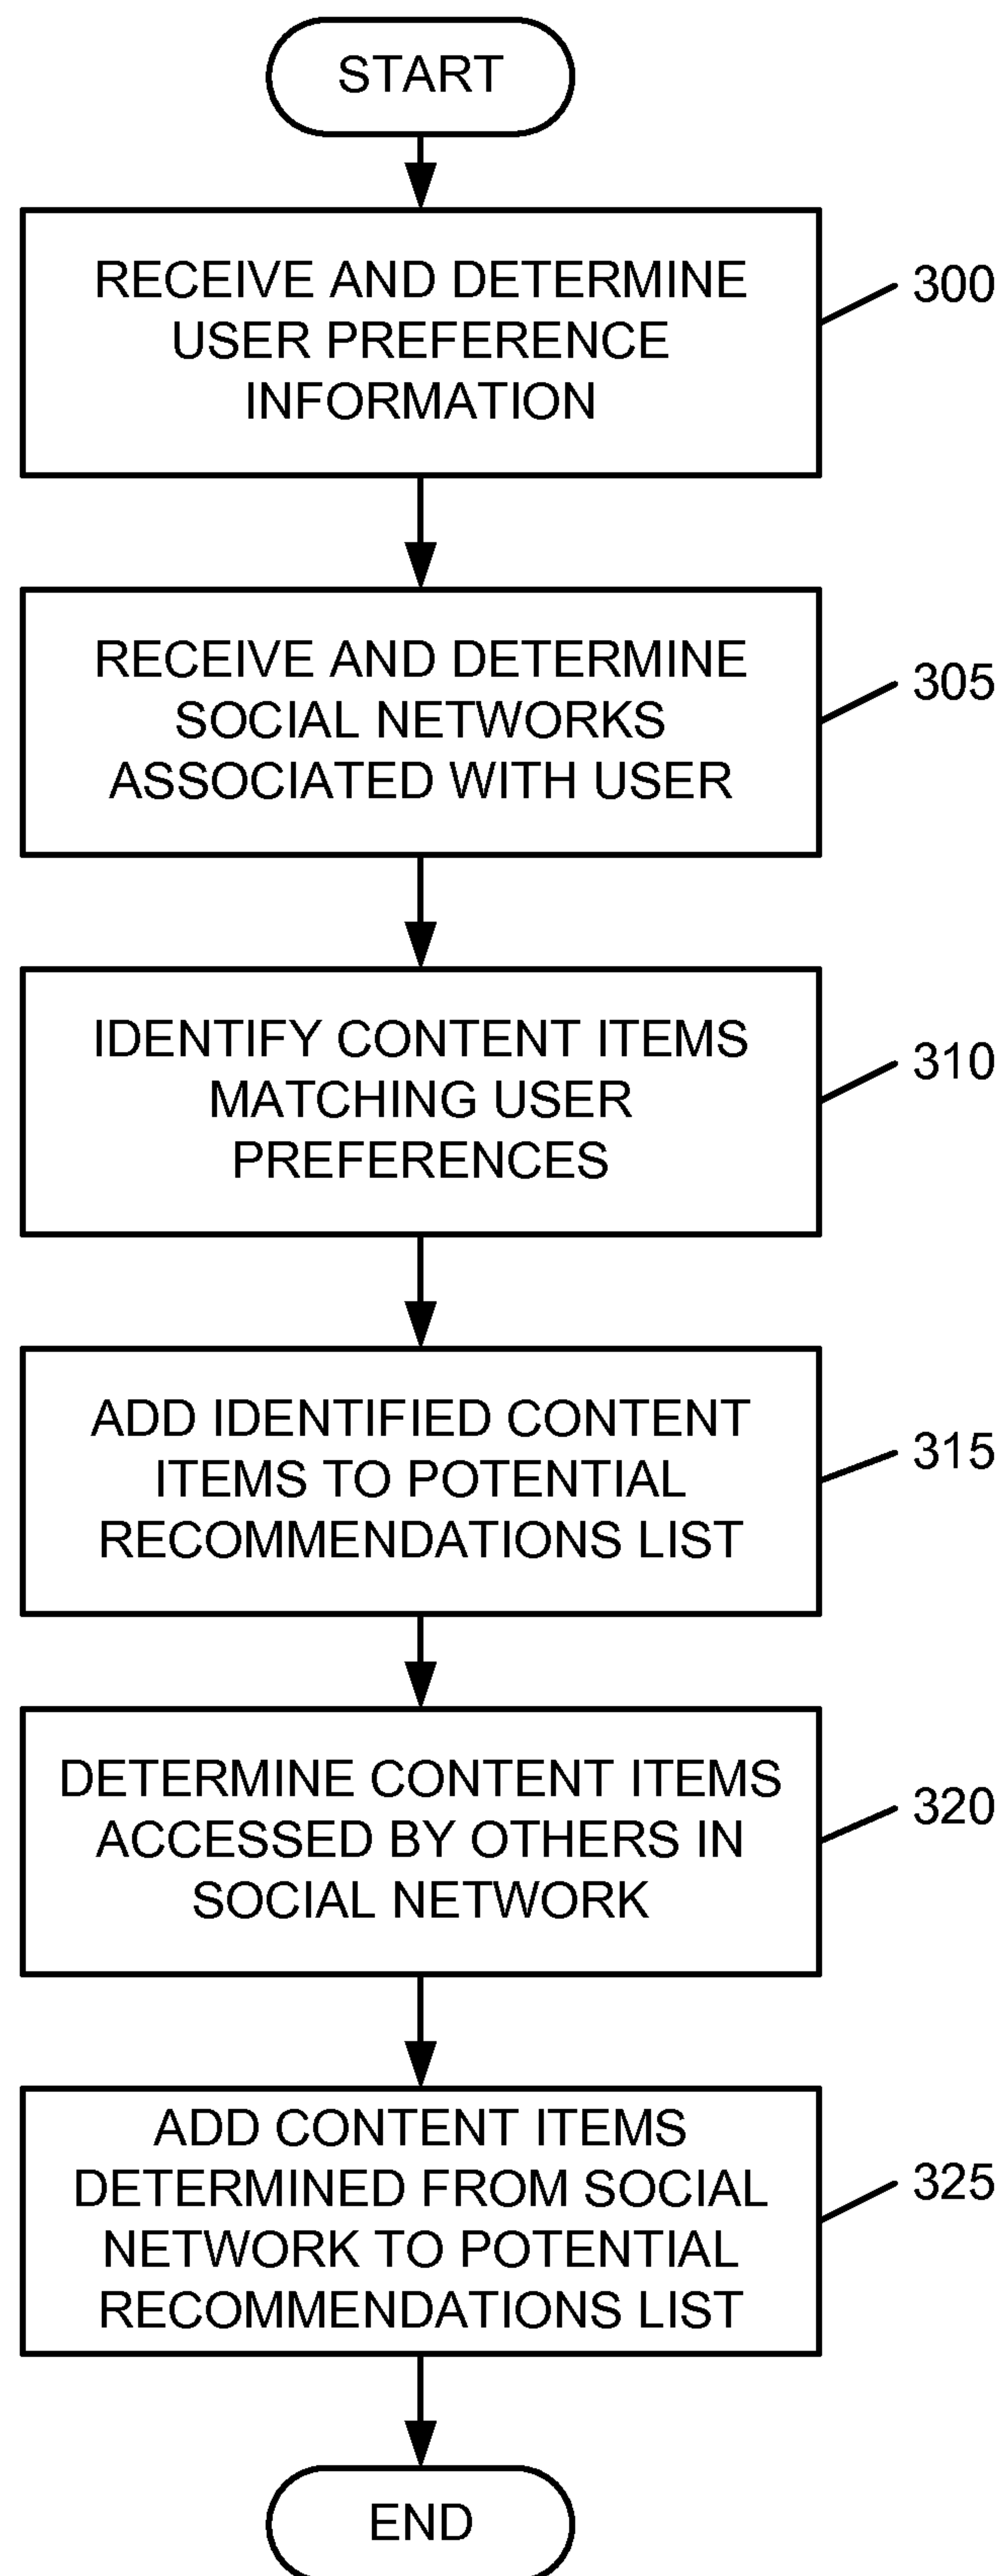 START
RECEIVE AND DETERMINE
USER PREFERENCE
INFORMATION
300
RECEIVE AND DETERMINE
SOCIAL NETWORKS
ASSOCIATED WITH USER
305
IDENTIFY CONTENT ITEMS
MATCHING USER
PREFERENCES
310
ADD IDENTIFIED CONTENT
ITEMS TO POTENTIAL
RECOMMENDATIONS LIST
315
DETERMINE CONTENT ITEMS
ACCESSED BY OTHERS IN
SOCIAL NETWORK
320
ADD CONTENT ITEMS
DETERMINED FROM SOCIAL
NETWORK TO POTENTIAL
RECOMMENDATIONS LIST
325
END